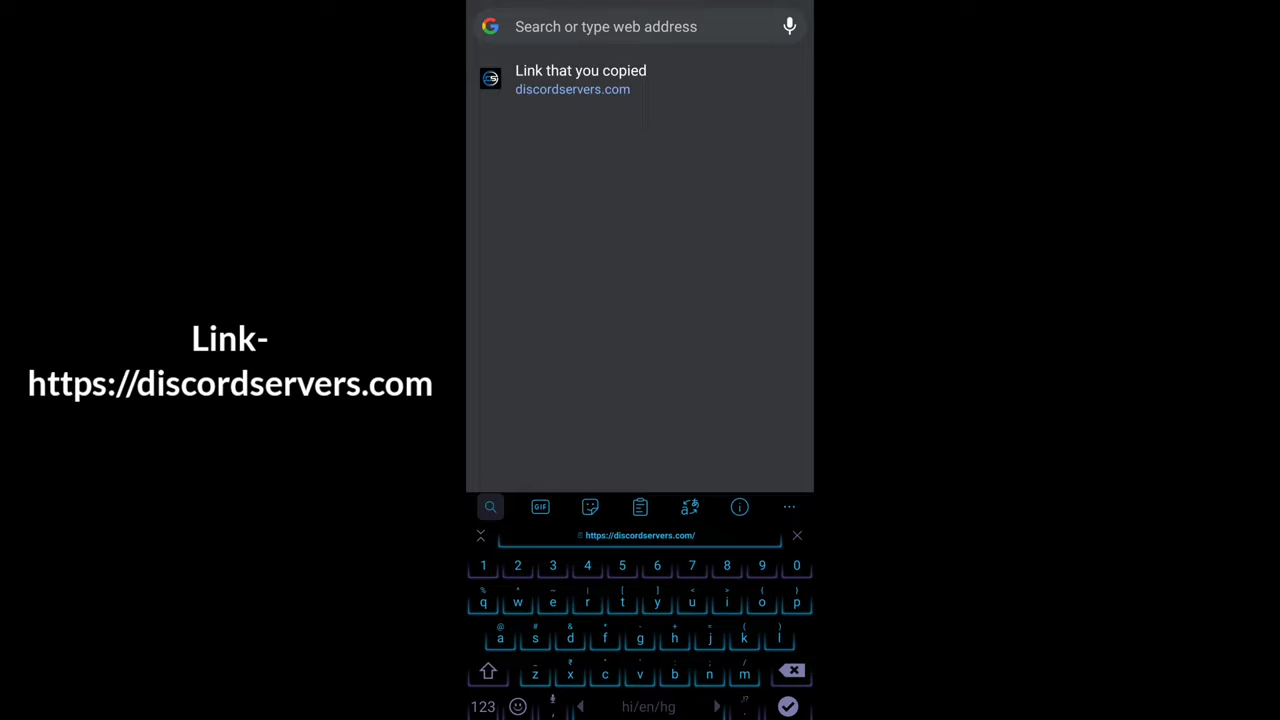 Search or type web address
Link that you copied
discordservers.com
Link-
https://discordservers.com
GIF
https://discordservers.com/
1 2 3 4 5 6 7 8 9 0
% ^ ~ | [ ] < > { }
q w e r t y u i o p
@ # & * - + = ( )
a s d f g h j k l
z x c v b n m
123 hi/en/hg